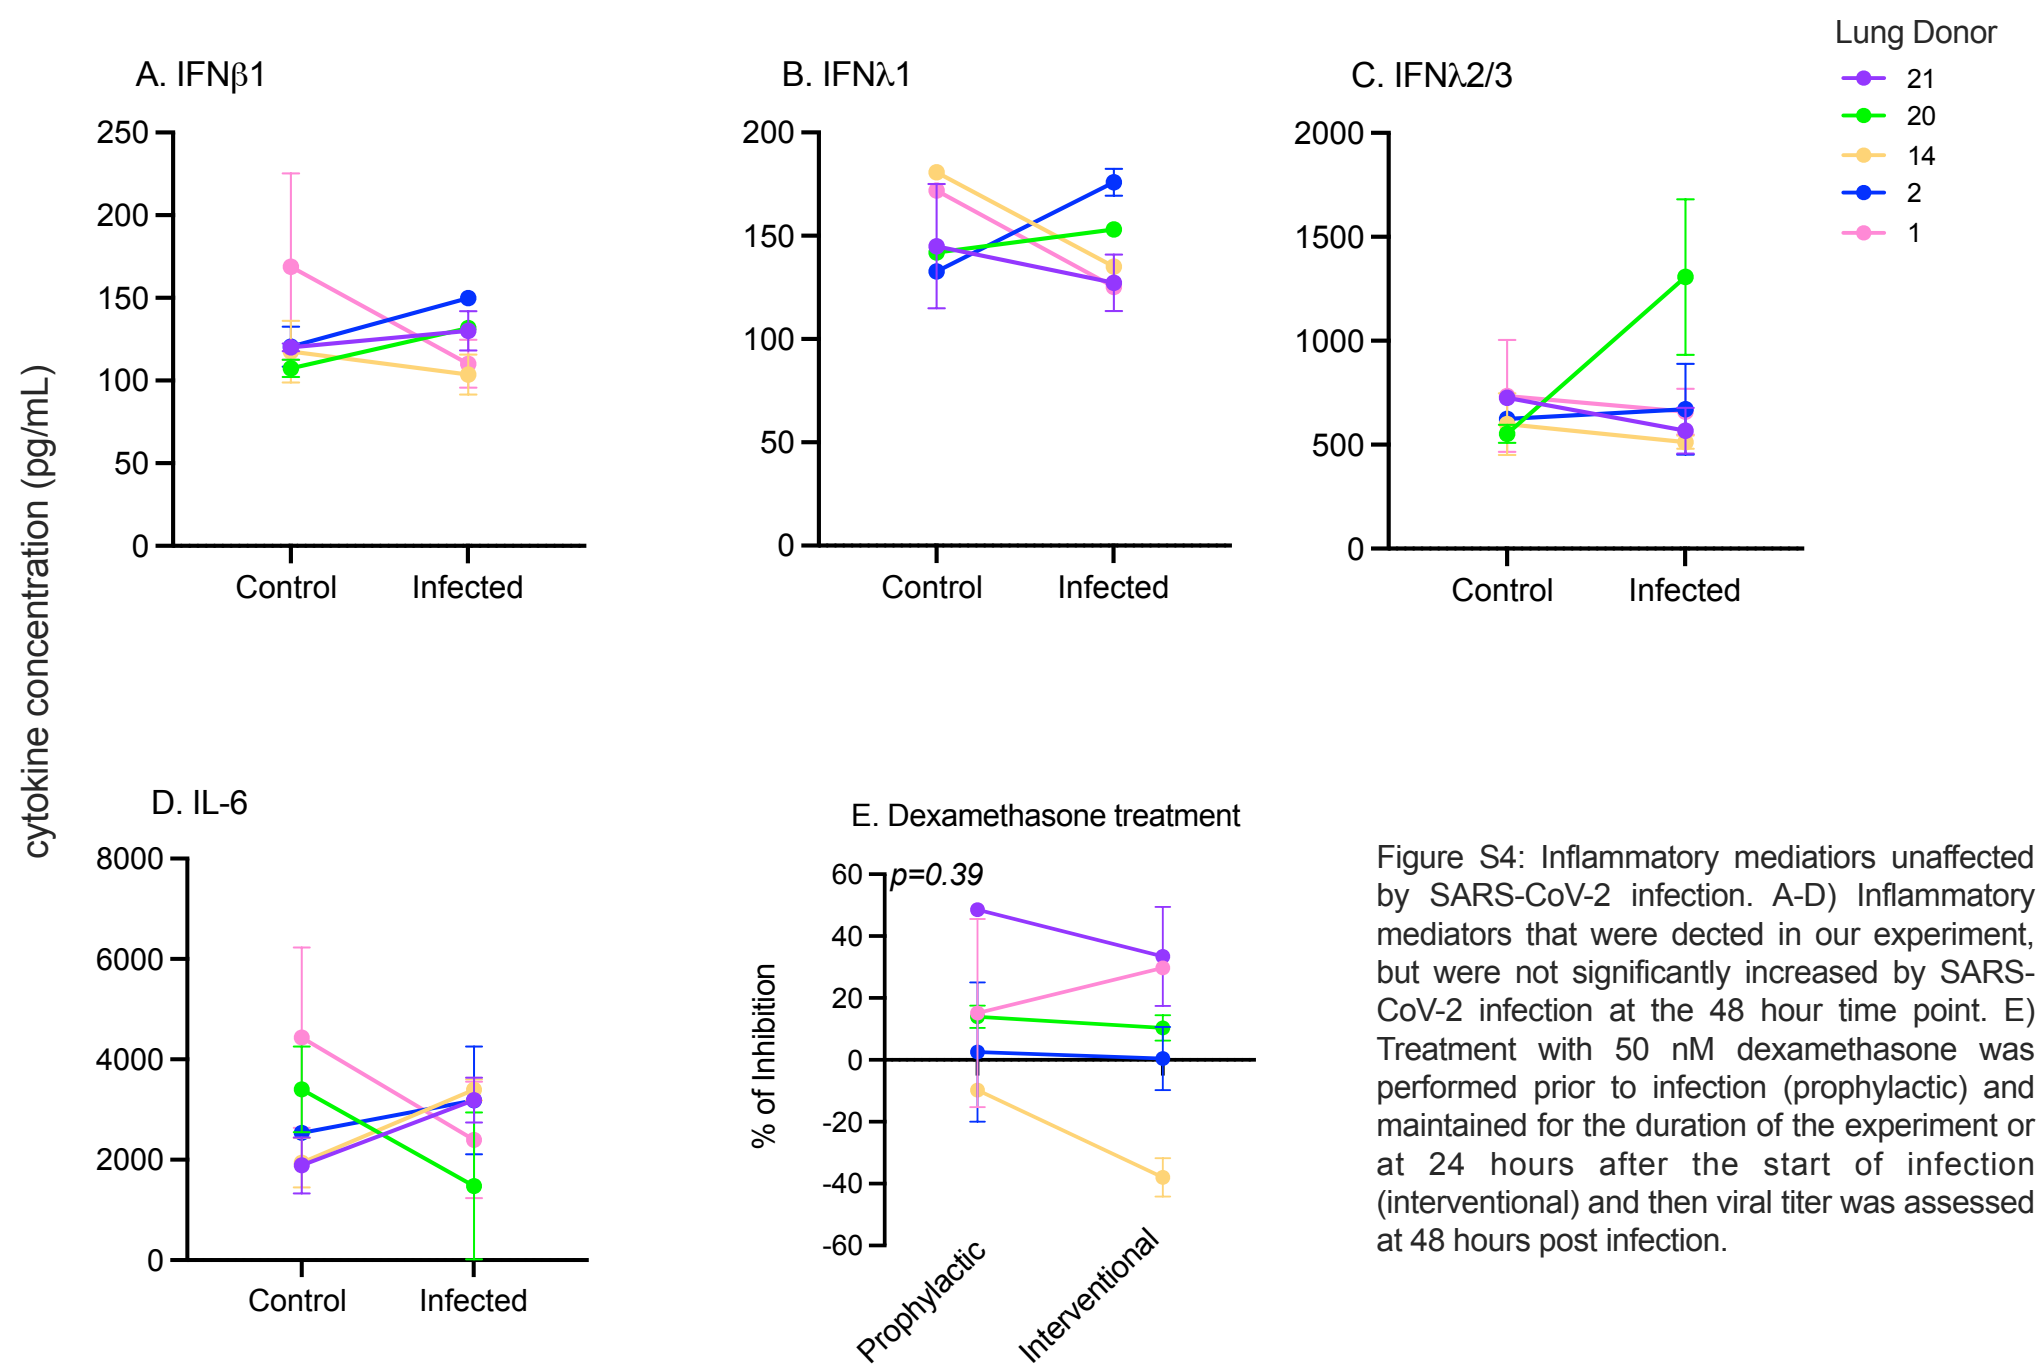 Lung Donor
21
20
14
2
1
A. IFNβ1
250
200
150
100
50
0
Control Infected
B. IFNλ1
200
150
100
50
0
Control Infected
C. IFNλ2/3
2000
1500
1000
500
0
Control Infected
cytokine concentration (pg/mL)
D. IL-6
8000
6000
4000
2000
0
Control Infected
E. Dexamethasone treatment
p=0.39
60
40
20
0
-20
-40
-60
% of Inhibition
Prophylactic
Interventional
Figure S4: Inflammatory mediatiors unaffected
by SARS-CoV-2 infection. A-D) Inflammatory
mediators that were dected in our experiment,
but were not significantly increased by SARS-
CoV-2 infection at the 48 hour time point. E)
Treatment with 50 nM dexamethasone was
performed prior to infection (prophylactic) and
maintained for the duration of the experiment or
at 24 hours after the start of infection
(interventional) and then viral titer was assessed
at 48 hours post infection.